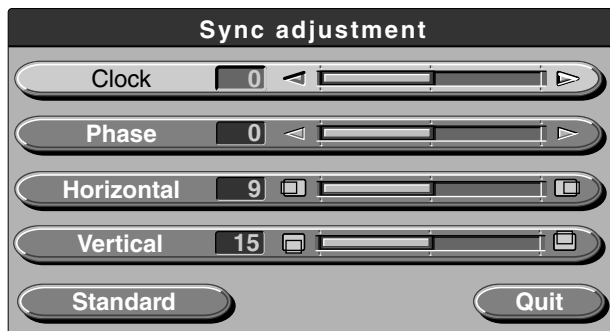 Sync adjustment
Clock 0
Phase 0
Horizontal 9
Vertical 15
Standard Quit